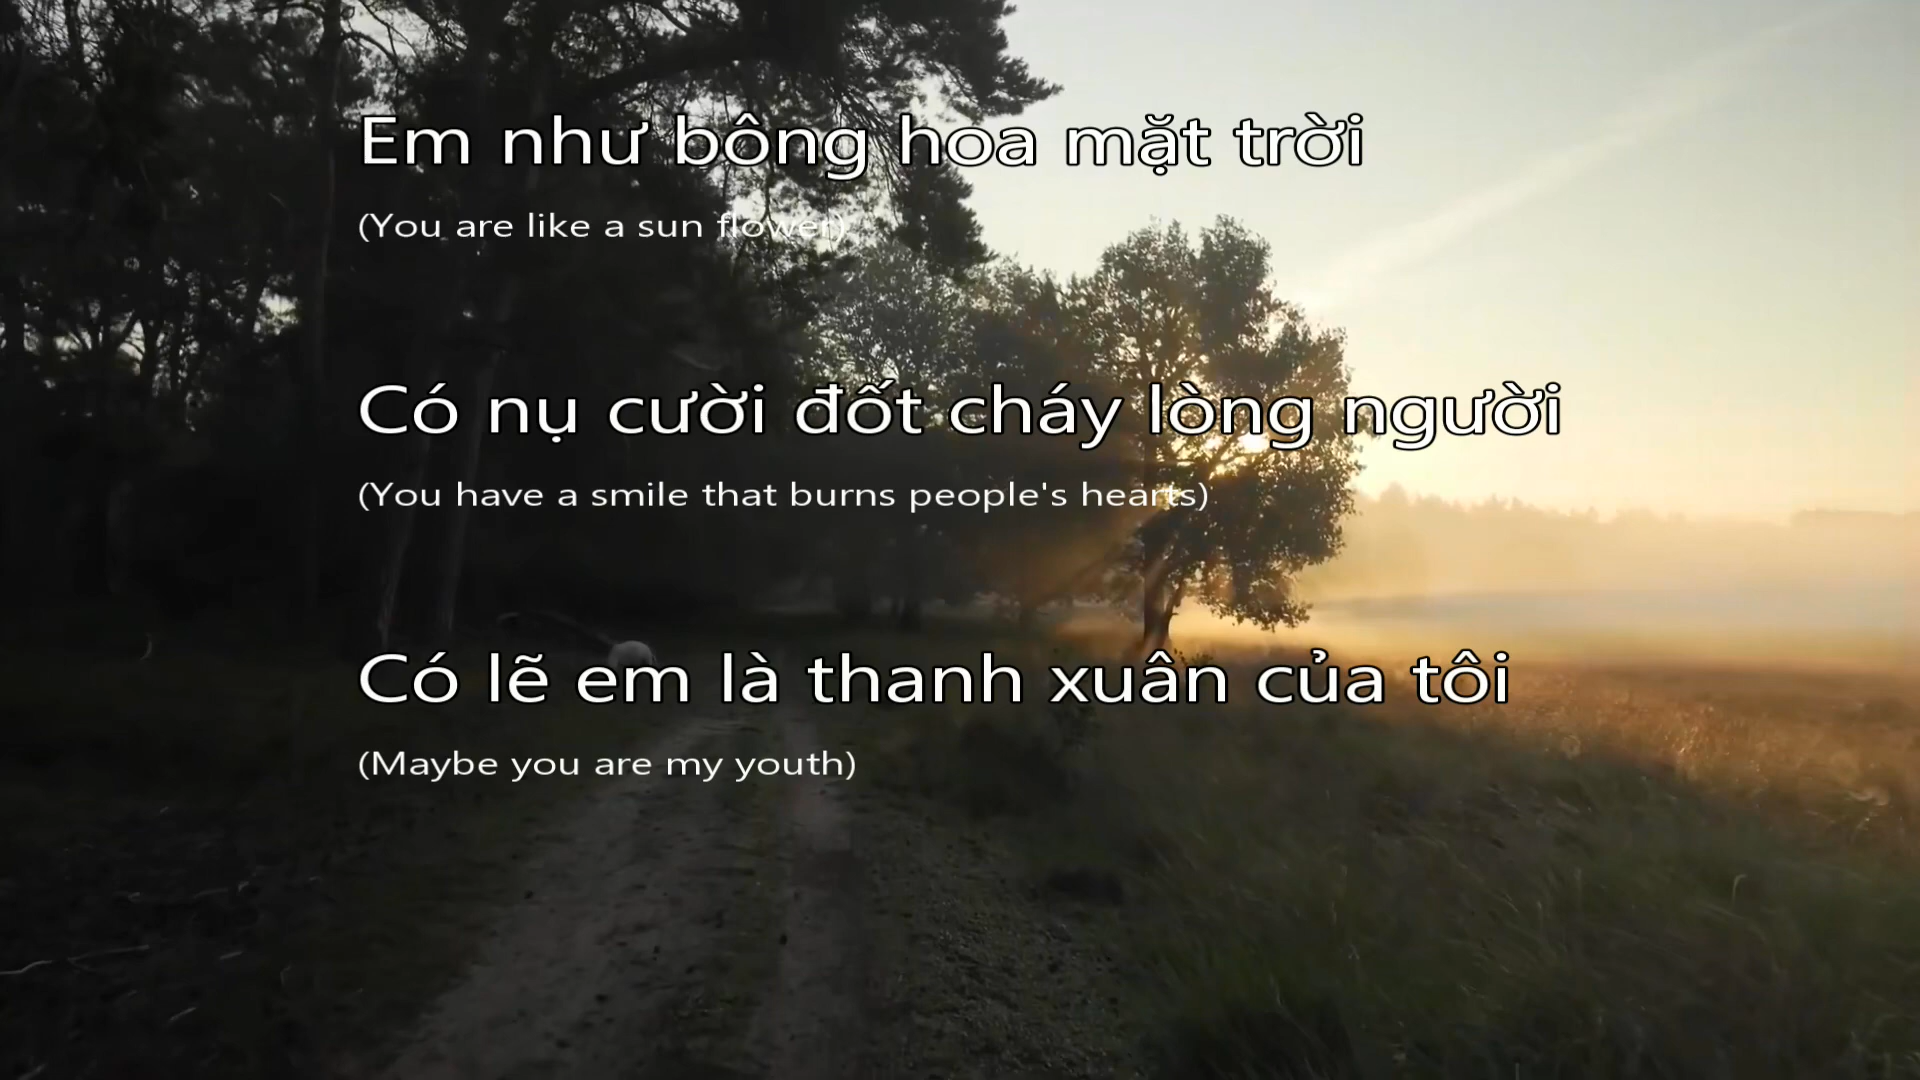 Em như bông hoa mặt trời
(You are like a sun flower)
Có nụ cười đốt cháy lòng người
(You have a smile that burns people's hearts)
Có lẽ em là thanh xuân của tôi
(Maybe you are my youth)